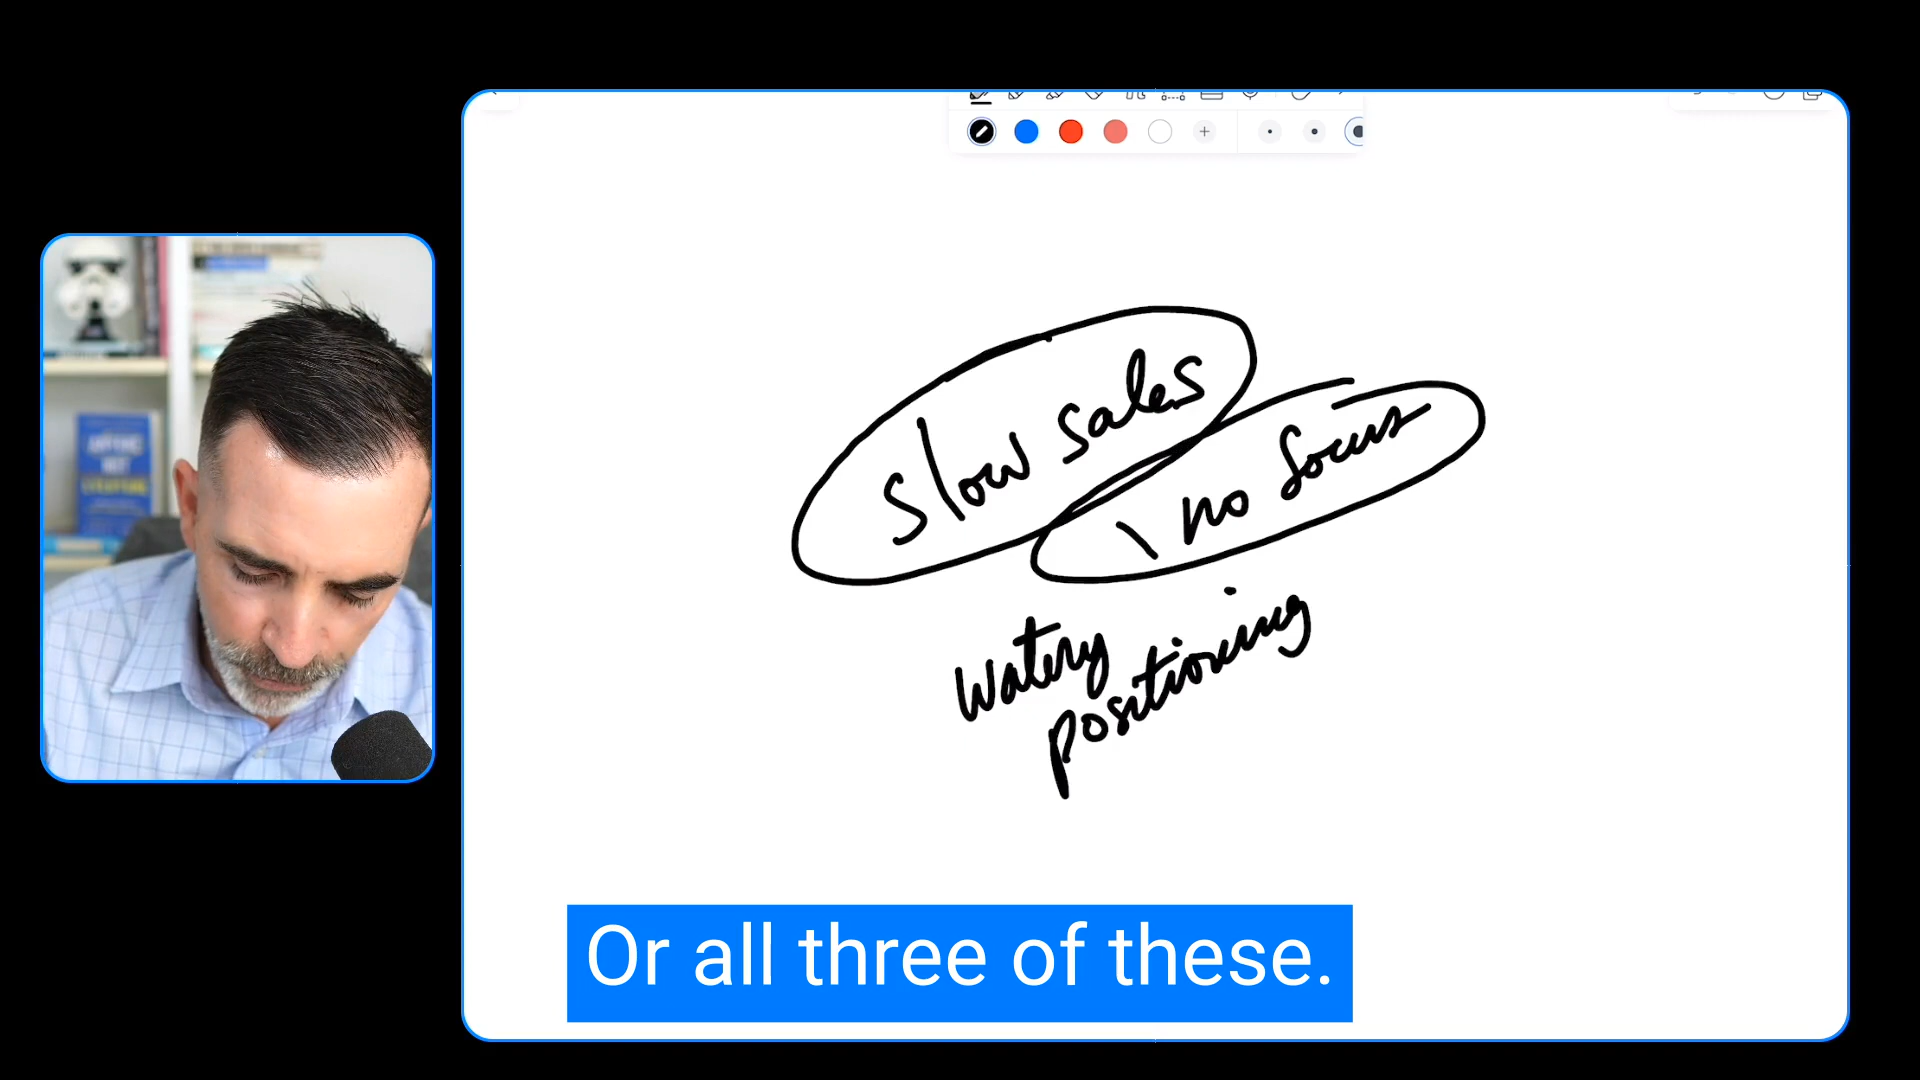 slow sales
\ no focus
watery
positioning
Or all three of these.